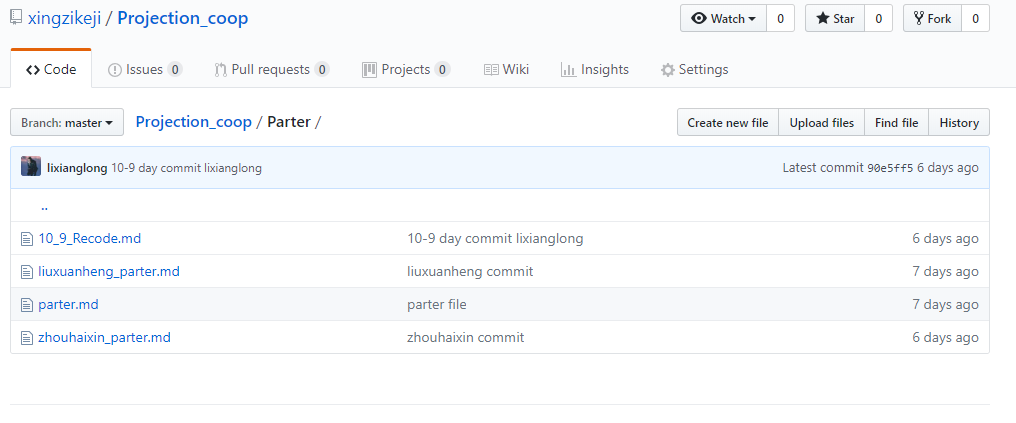 xingzikeji / Projection_coop Watch 0 Star 0 Fork 0
Code Issues 0 Pull requests 0 Projects 0 Wiki Insights Settings
Branch: master Projection_coop / Parter / Create new file Upload files Find file History
lixianglong 10-9 day commit lixianglong Latest commit 90e5ff5 6 days ago
..
10_9_Recode.md 10-9 day commit lixianglong 6 days ago
liuxuanheng_parter.md liuxuanheng commit 7 days ago
parter.md parter file 7 days ago
zhouhaixin_parter.md zhouhaixin commit 6 days ago